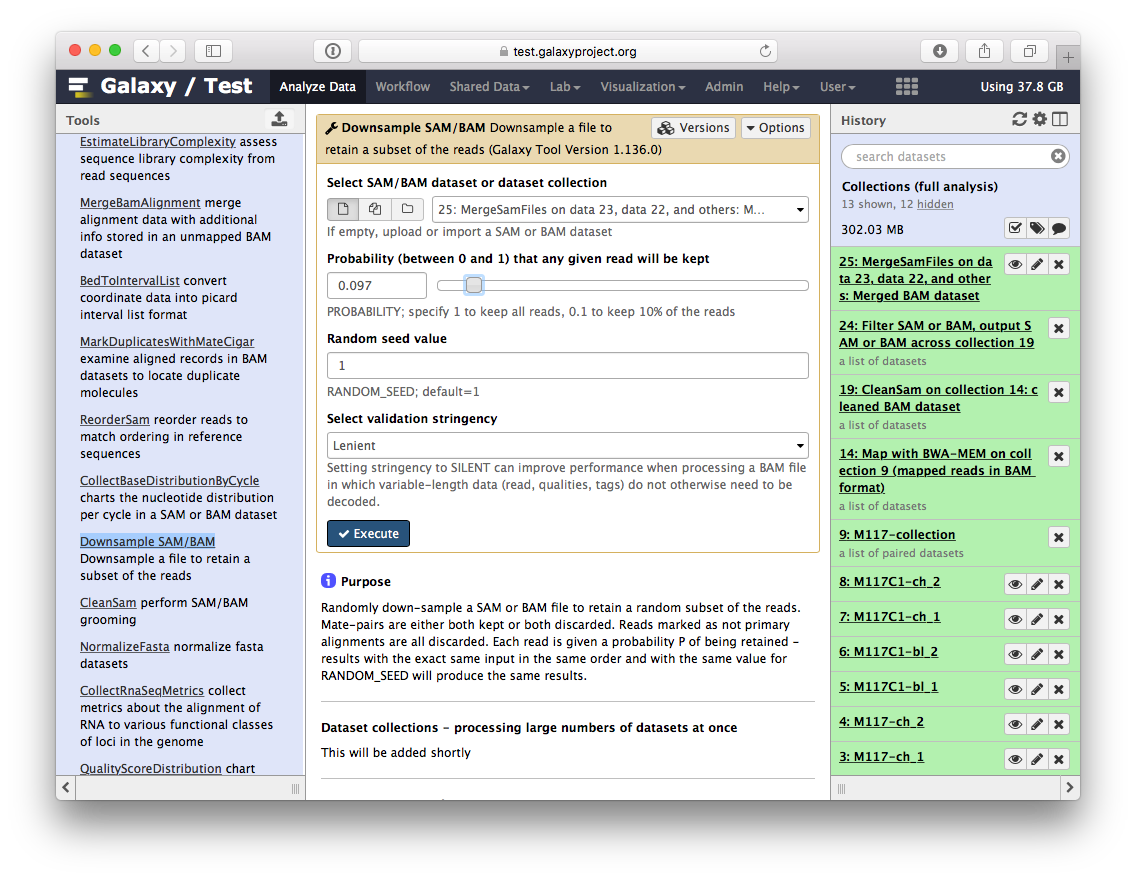 test.galaxyproject.org
Galaxy / Test
Analyze Data
Workflow
Shared Data
Lab
Visualization
Admin
Help
User
Using 37.8 GB
Tools
EstimateLibraryComplexity assess
sequence library complexity from
read sequences
MergeBamAlignment merge
alignment data with additional
info stored in an unmapped BAM
dataset
BedToIntervalList convert
coordinate data into picard
interval list format
MarkDuplicatesWithMateCigar
examine aligned records in BAM
datasets to locate duplicate
molecules
ReorderSam reorder reads to
match ordering in reference
sequences
CollectBaseDistributionByCycle
charts the nucleotide distribution
per cycle in a SAM or BAM dataset
Downsample SAM/BAM
Downsample a file to retain a
subset of the reads
CleanSam perform SAM/BAM
grooming
NormalizeFasta normalize fasta
datasets
CollectRnaSeqMetrics collect
metrics about the alignment of
RNA to various functional classes
of loci in the genome
QualityScoreDistribution chart
Downsample SAM/BAM Downsample a file to
retain a subset of the reads (Galaxy Tool Version 1.136.0)
Versions
Options
Select SAM/BAM dataset or dataset collection
25: MergeSamFiles on data 23, data 22, and others: M...
If empty, upload or import a SAM or BAM dataset
Probability (between 0 and 1) that any given read will be kept
0.097
PROBABILITY; specify 1 to keep all reads, 0.1 to keep 10% of the reads
Random seed value
1
RANDOM_SEED; default=1
Select validation stringency
Lenient
Setting stringency to SILENT can improve performance when processing a BAM file
in which variable-length data (read, qualities, tags) do not otherwise need to be
decoded.
Execute
Purpose
Randomly down-sample a SAM or BAM file to retain a random subset of the reads.
Mate-pairs are either both kept or both discarded. Reads marked as not primary
alignments are all discarded. Each read is given a probability P of being retained -
results with the exact same input in the same order and with the same value for
RANDOM_SEED will produce the same results.
Dataset collections - processing large numbers of datasets at once
This will be added shortly
History
search datasets
Collections (full analysis)
13 shown, 12 hidden
302.03 MB
25: MergeSamFiles on da
ta 23, data 22, and other
s: Merged BAM dataset
24: Filter SAM or BAM, output S
AM or BAM across collection 19
a list of datasets
19: CleanSam on collection 14: c
leaned BAM dataset
a list of datasets
14: Map with BWA-MEM on coll
ection 9 (mapped reads in BAM
format)
a list of datasets
9: M117-collection
a list of paired datasets
8: M117C1-ch_2
7: M117C1-ch_1
6: M117C1-bl_2
5: M117C1-bl_1
4: M117-ch_2
3: M117-ch_1